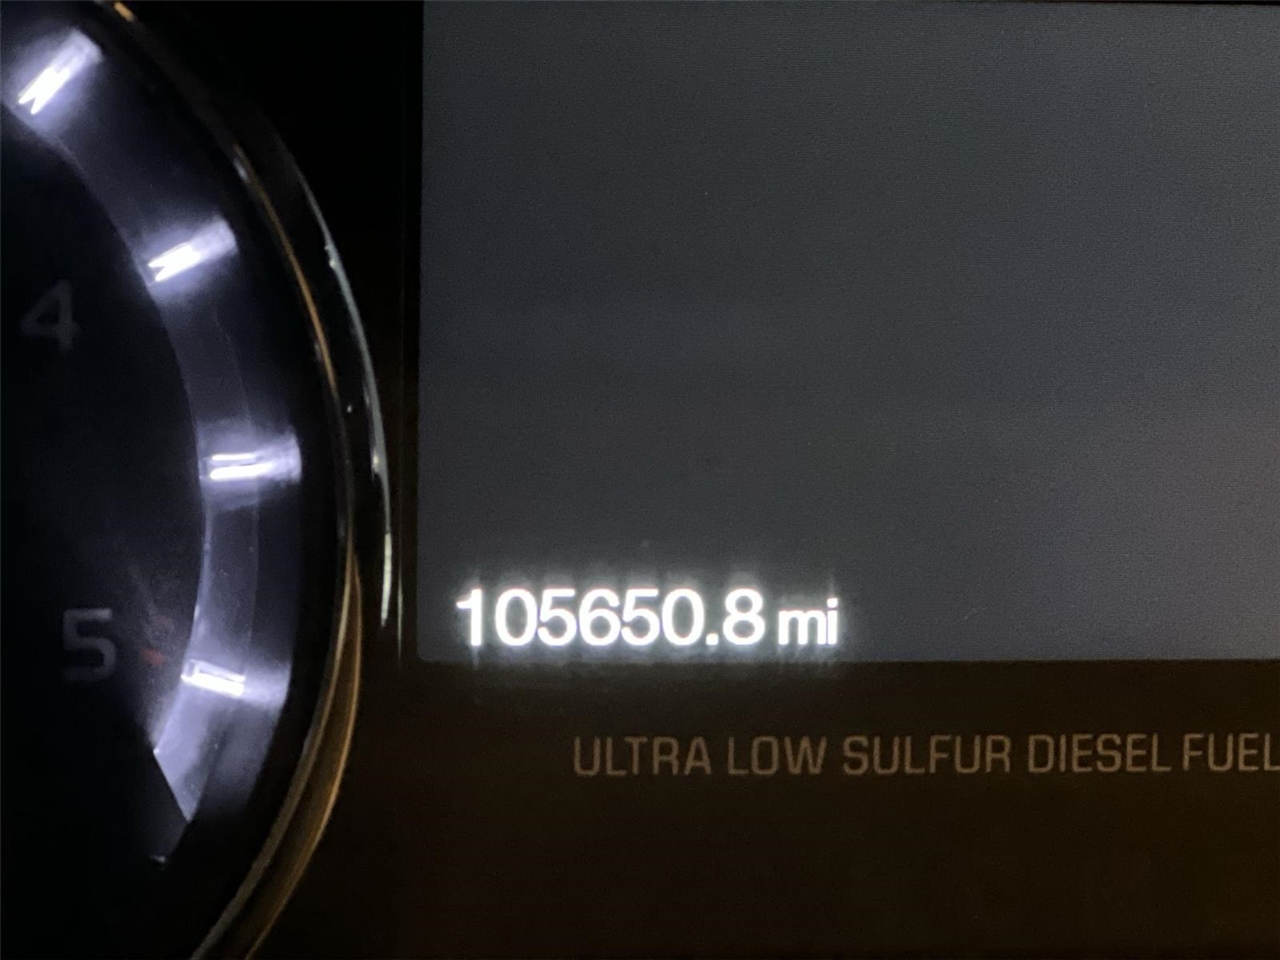 4
5
105650.8 mi
ULTRA LOW SULFUR DIESEL FUEL